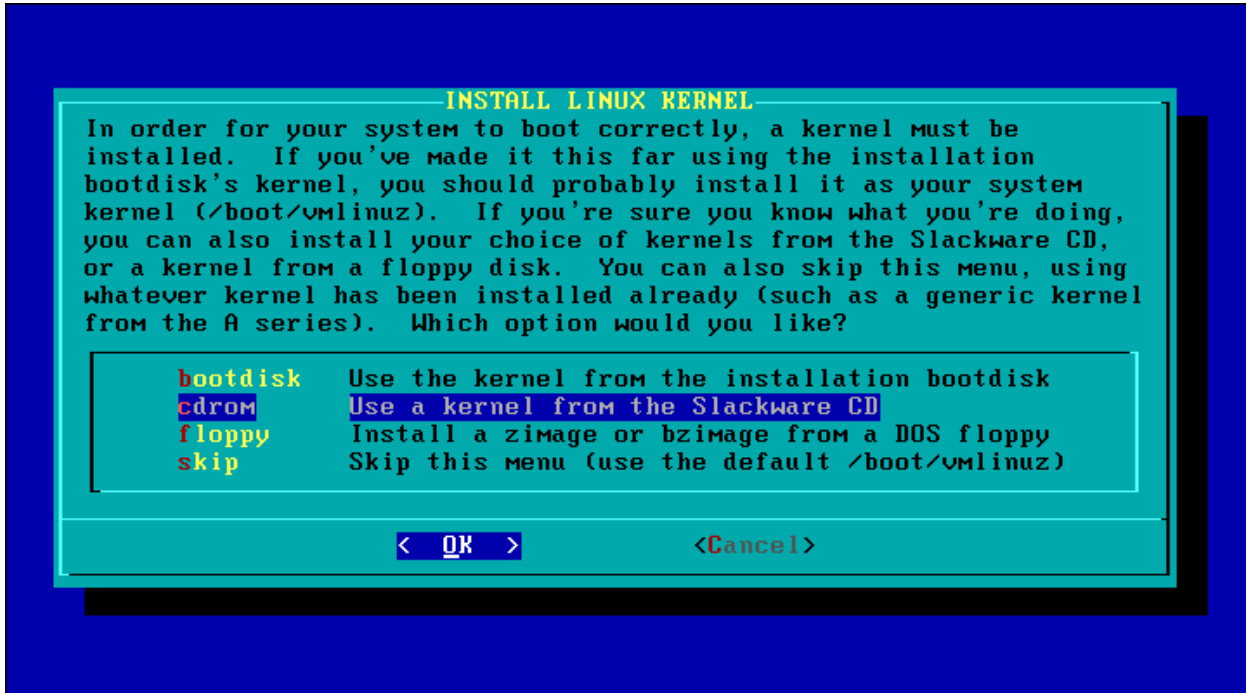 INSTALL LINUX KERNEL
In order for your system to boot correctly, a kernel must be
installed.  If you've made it this far using the installation
bootdisk's kernel, you should probably install it as your system
kernel (/boot/vmlinuz).  If you're sure you know what you're doing,
you can also install your choice of kernels from the Slackware CD,
or a kernel from a floppy disk.  You can also skip this menu, using
whatever kernel has been installed already (such as a generic kernel
from the A series).  Which option would you like?
bootdisk   Use the kernel from the installation bootdisk
cdrom      Use a kernel from the Slackware CD
floppy     Install a zimage or bzimage from a DOS floppy
skip       Skip this menu (use the default /boot/vmlinuz)
<  OK  >           <Cancel>